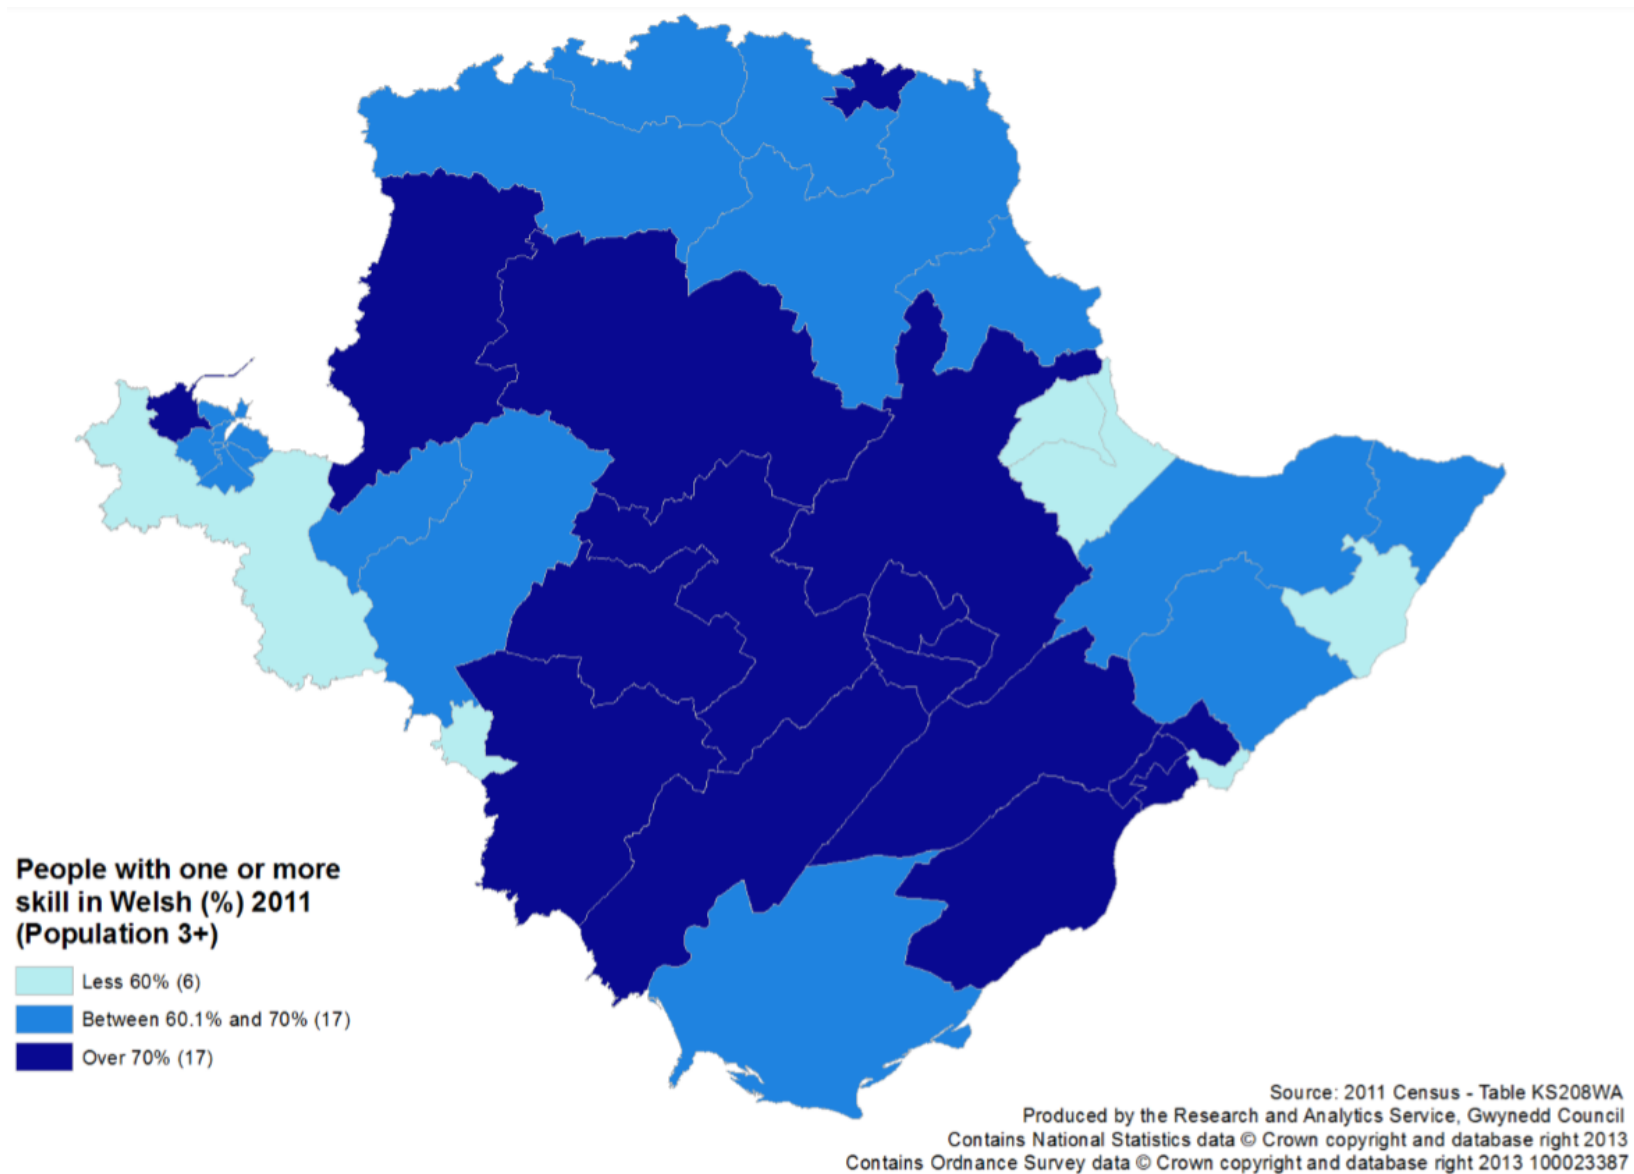 People with one or more
skill in Welsh (%) 2011
(Population 3+)
Less 60% (6)
Between 60.1% and 70% (17)
Over 70% (17)
Source: 2011 Census - Table KS208WA
Produced by the Research and Analytics Service, Gwynedd Council
Contains National Statistics data © Crown copyright and database right 2013
Contains Ordnance Survey data © Crown copyright and database right 2013 100023387